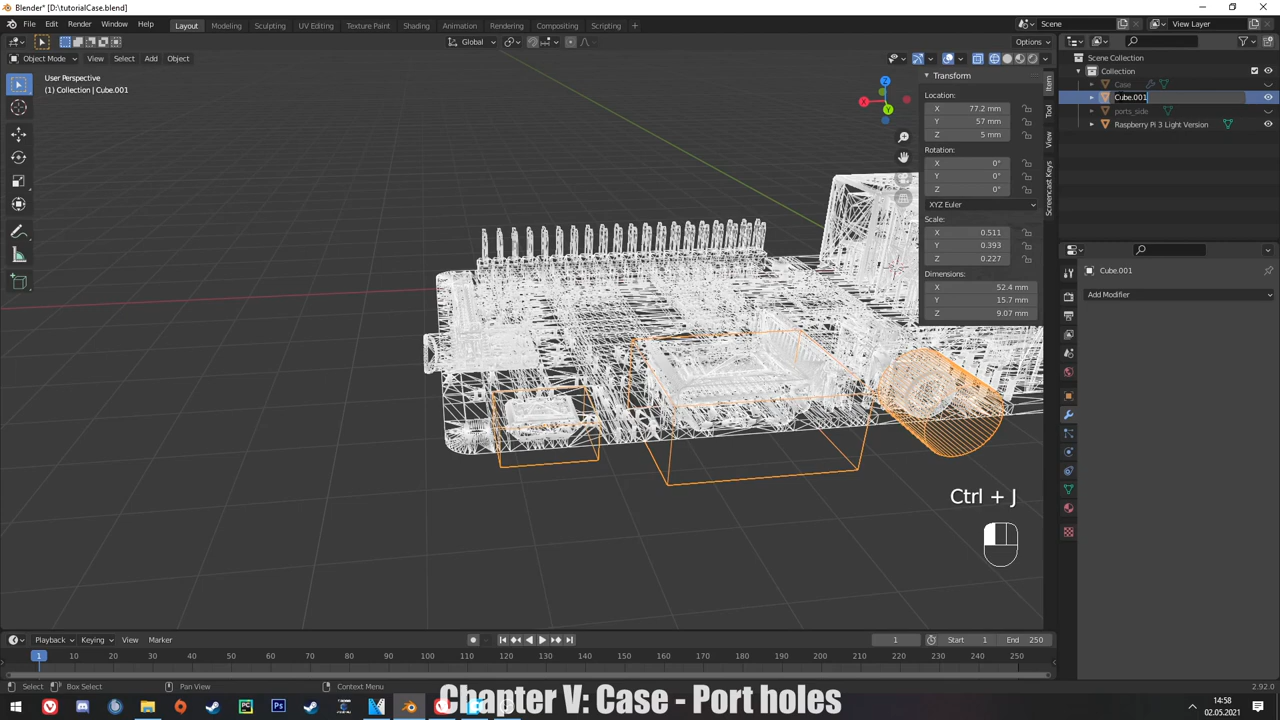 Blender* [D:\tutorialCase.blend]
File Edit Render Window Help
Layout Modeling Sculpting UV Editing Texture Paint Shading Animation Rendering Compositing Scripting +
Scene
View Layer
Global
Options
Object Mode View Select Add Object
User Perspective
(1) Collection | Cube.001
X
Y
Z
Transform
Location:
X 77.2 mm
Y 57 mm
Z 5 mm
Rotation:
X 0°
Y 0°
Z 0°
XYZ Euler
Scale:
X 0.511
Y 0.393
Z 0.227
Dimensions:
X 52.4 mm
Y 15.7 mm
Z 9.07 mm
Item
Tool
View
Screencast Keys
Scene Collection
Collection
Case
Cube.001
ports_side
Raspberry Pi 3 Light Version
Cube.001
Add Modifier
Ctrl + J
Playback Keying View Marker
1 Start 1 End 250
1 10 20 30 40 50 60 70 80 90 100 110 120 130 140 150 160 170 180 190 200 210 220 230 240 250
Select Box Select Pan View Context Menu
2.92.0
Chapter V: Case - Port holes
14:58
02.05.2021